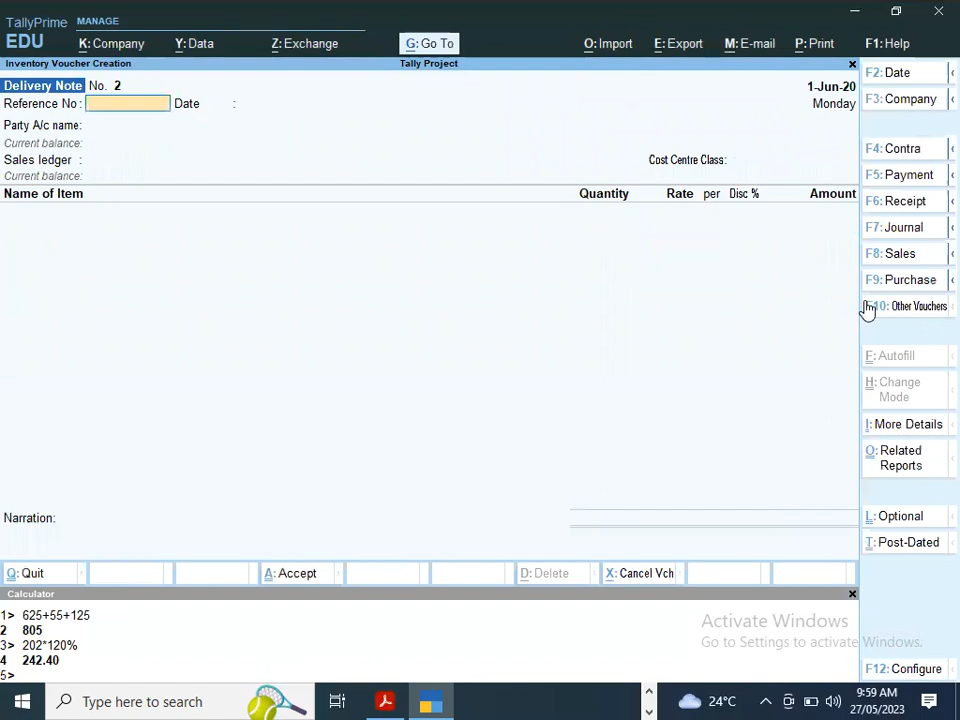 TallyPrime MANAGE
EDU K: Company Y: Data Z: Exchange G: Go To O: Import E: Export M: E-mail P: Print F1: Help
Inventory Voucher Creation Tally Project
Delivery Note No. 2 1-Jun-20
Reference No : Date : Monday
Party A/c name:
Current balance:
Sales ledger : Cost Centre Class:
Current balance:
Name of Item Quantity Rate per Disc % Amount
Narration:
Q: Quit A: Accept D: Delete X: Cancel Vch
F2: Date
F3: Company
F4: Contra
F5: Payment
F6: Receipt
F7: Journal
F8: Sales
F9: Purchase
F10: Other Vouchers
F: Autofill
H: Change
Mode
I: More Details
O: Related
Reports
L: Optional
T: Post-Dated
F12: Configure
Calculator
1> 625+55+125
2 805
3> 202*120%
4 242.40
5>
Activate Windows
Go to Settings to activate Windows.
Type here to search 24°C 9:59 AM
27/05/2023